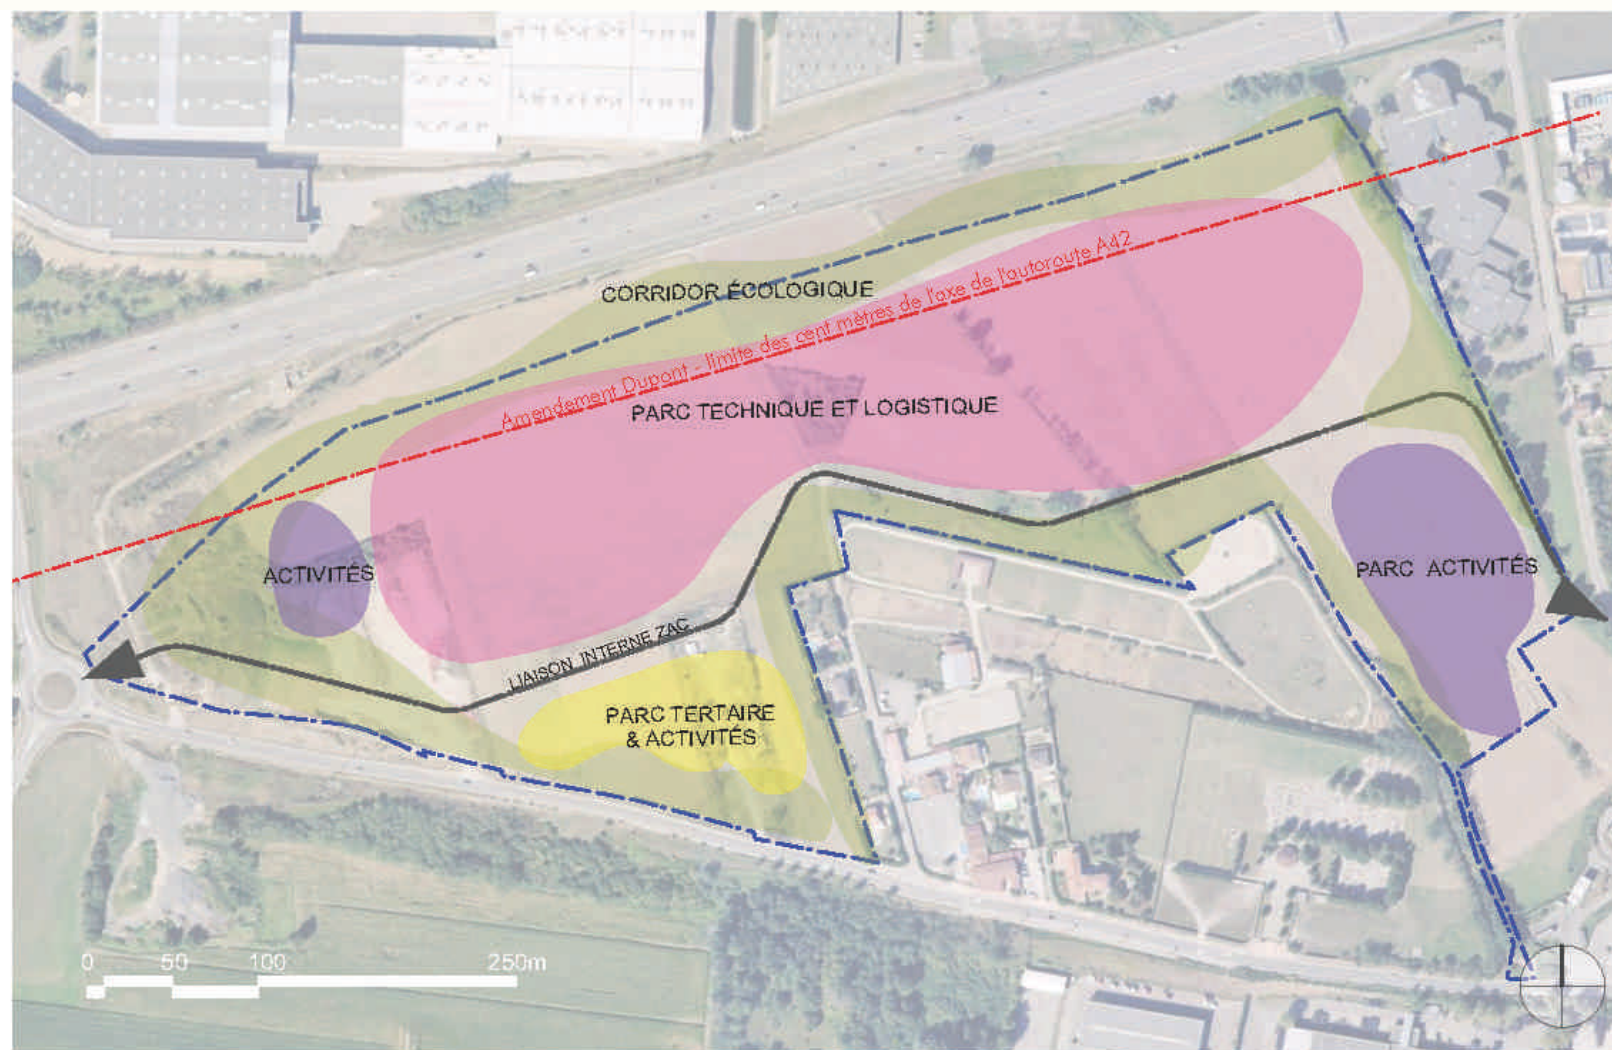 CORRIDOR ÉCOLOGIQUE
Amendement Dupont - limite des cent mètres de l'axe de l'autoroute A42
PARC TECHNIQUE ET LOGISTIQUE
ACTIVITÉS
PARC ACTIVITÉS
LIAISON INTERNE ZAC
PARC TERTAIRE
& ACTIVITÉS
0 50 100 250m